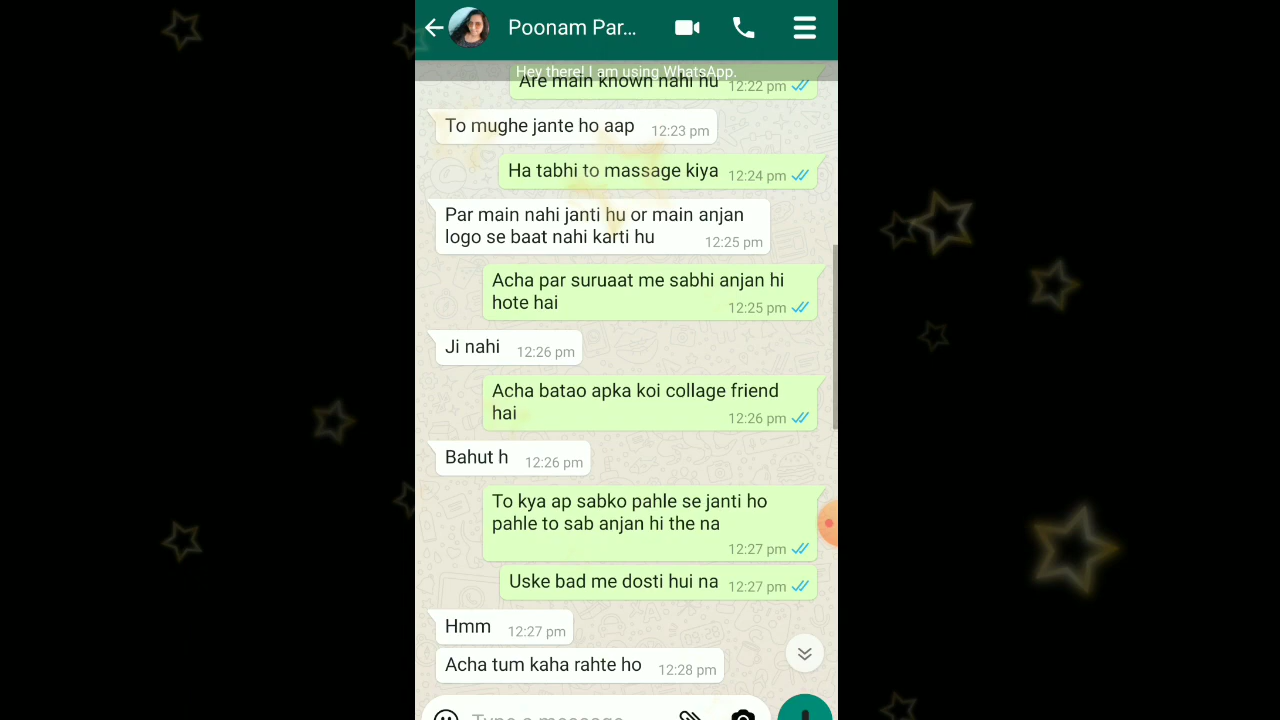 Poonam Par...
Hey there! I am using WhatsApp.
Are main known nahi hu 12:22 pm
To mughe jante ho aap 12:23 pm
Ha tabhi to massage kiya 12:24 pm
Par main nahi janti hu or main anjan
logo se baat nahi karti hu 12:25 pm
Acha par suruaat me sabhi anjan hi
hote hai 12:25 pm
Ji nahi 12:26 pm
Acha batao apka koi collage friend
hai 12:26 pm
Bahut h 12:26 pm
To kya ap sabko pahle se janti ho
pahle to sab anjan hi the na
12:27 pm
Uske bad me dosti hui na 12:27 pm
Hmm 12:27 pm
Acha tum kaha rahte ho 12:28 pm
Type a message